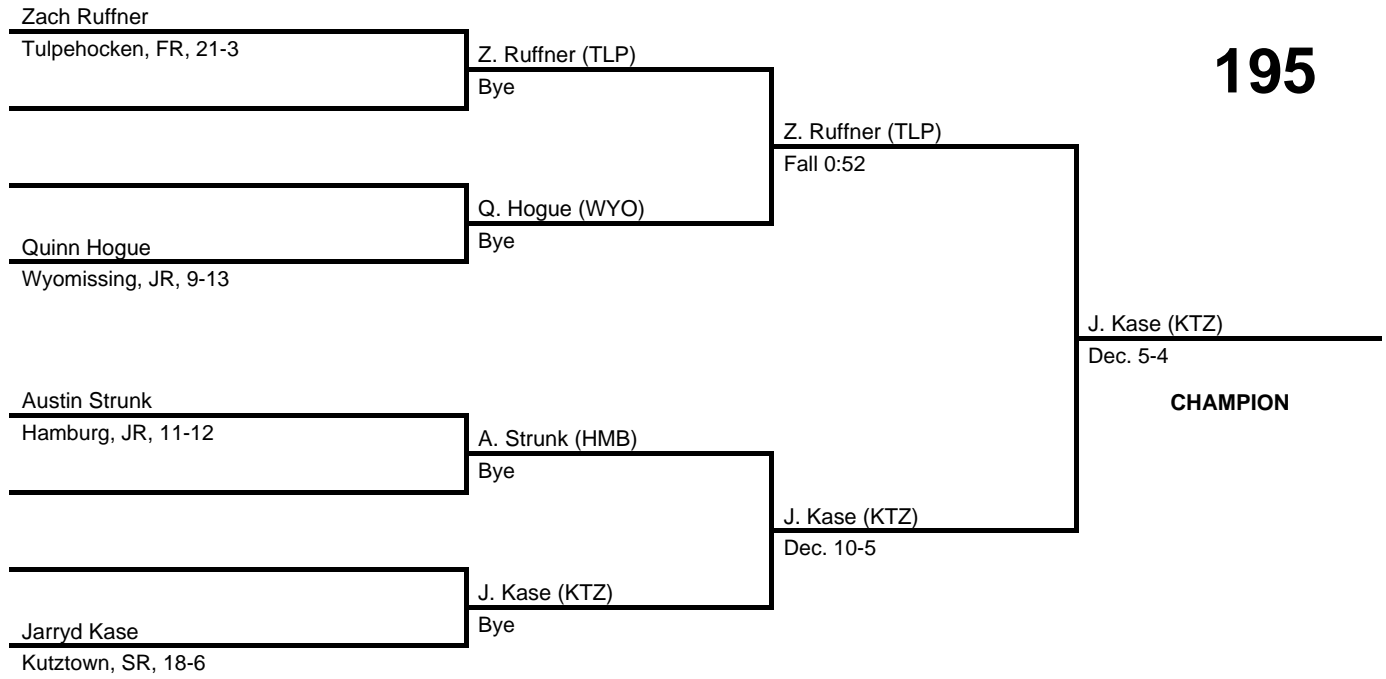 Zach Ruffner
Tulpehocken, FR, 21-3
Z. Ruffner (TLP)
Bye
195
Z. Ruffner (TLP)
Fall 0:52
Q. Hogue (WYO)
Bye
Quinn Hogue
Wyomissing, JR, 9-13
J. Kase (KTZ)
Dec. 5-4
CHAMPION
Austin Strunk
Hamburg, JR, 11-12
A. Strunk (HMB)
Bye
J. Kase (KTZ)
Dec. 10-5
J. Kase (KTZ)
Bye
Jarryd Kase
Kutztown, SR, 18-6